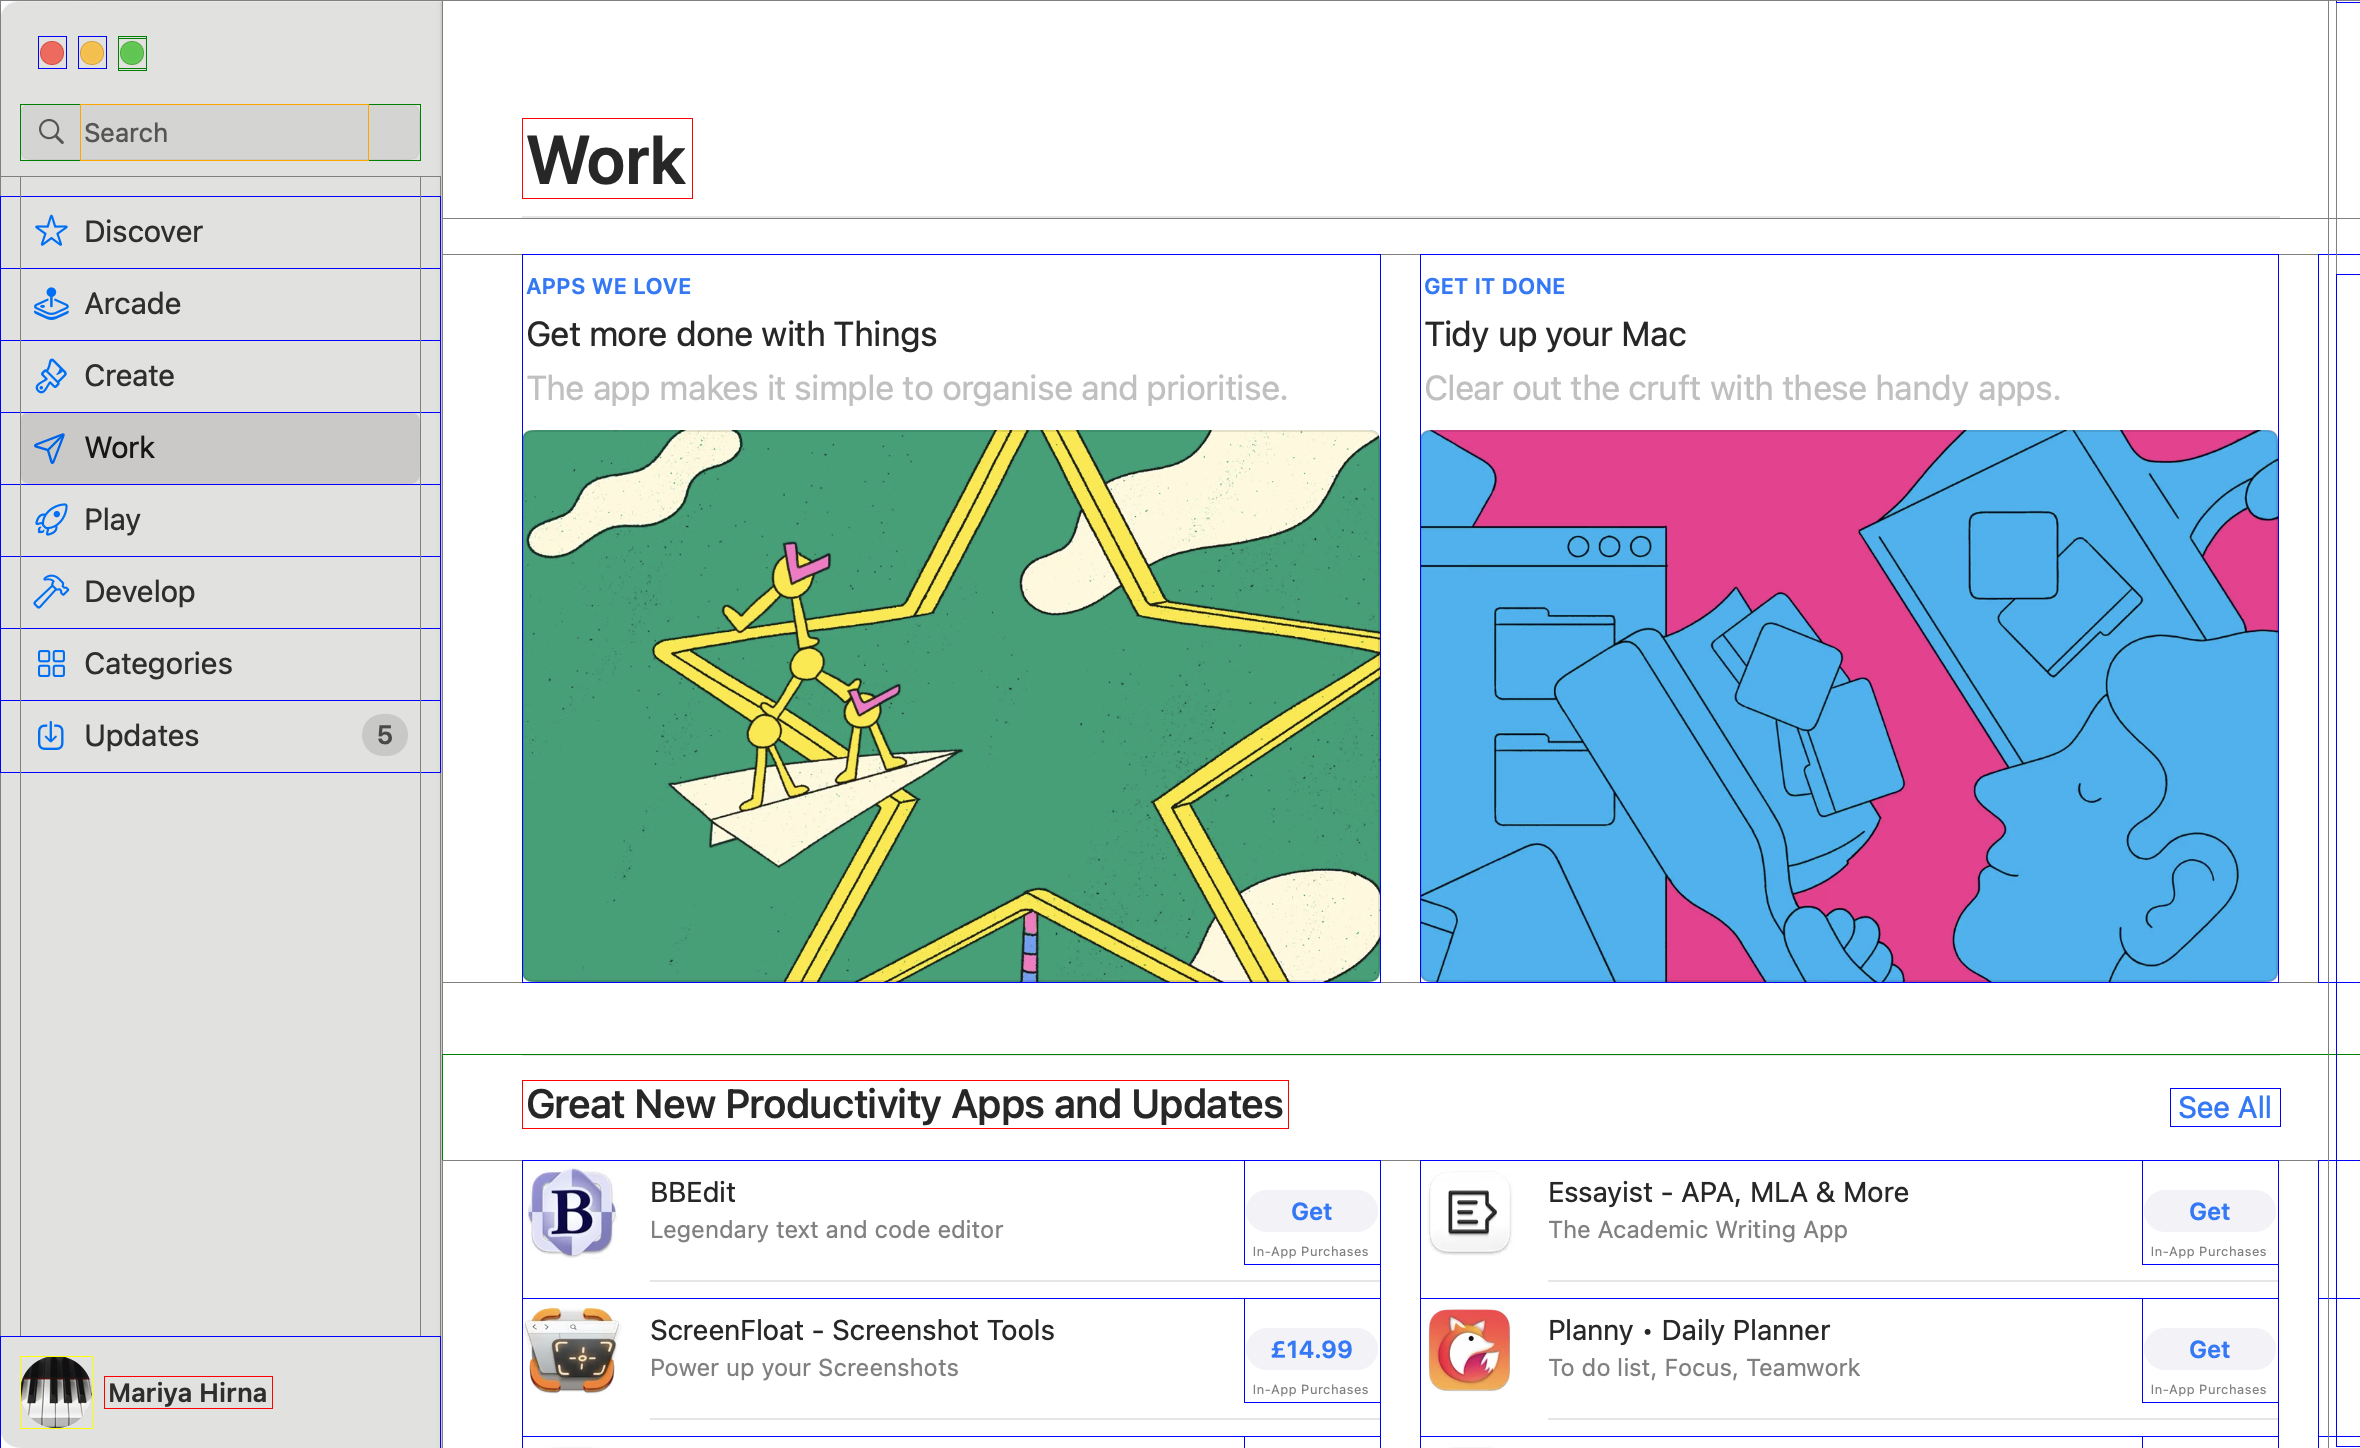 Search
Discover
Arcade
Create
Work
Play
Develop
Categories
Updates 5
Mariya Hirna
Work
APPS WE LOVE
Get more done with Things
The app makes it simple to organise and prioritise.
GET IT DONE
Tidy up your Mac
Clear out the cruft with these handy apps.
Great New Productivity Apps and Updates
See All
BBEdit
Legendary text and code editor
Get
In-App Purchases
Essayist - APA, MLA & More
The Academic Writing App
Get
In-App Purchases
ScreenFloat - Screenshot Tools
Power up your Screenshots
£14.99
In-App Purchases
Planny • Daily Planner
To do list, Focus, Teamwork
Get
In-App Purchases